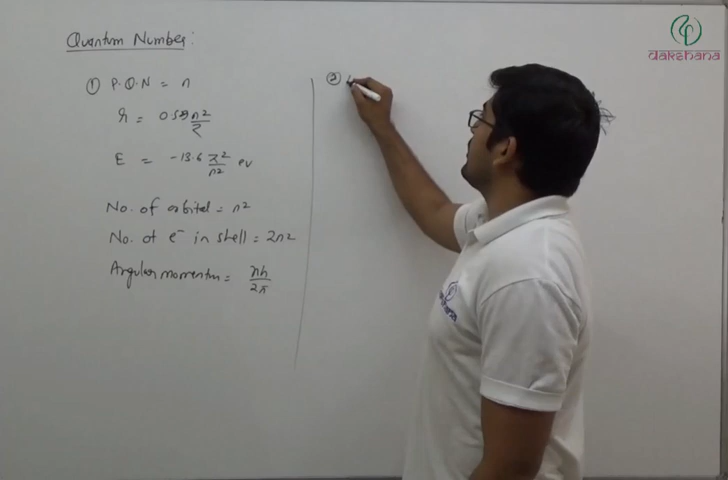 Quantum Number:
① P.Q.N = n
r = 0.529 n²/Z
E = -13.6 Z²/n² ev
No. of orbital = n²
No. of e⁻ in shell = 2n²
Angular momentum = nh/2π
②
dakshana